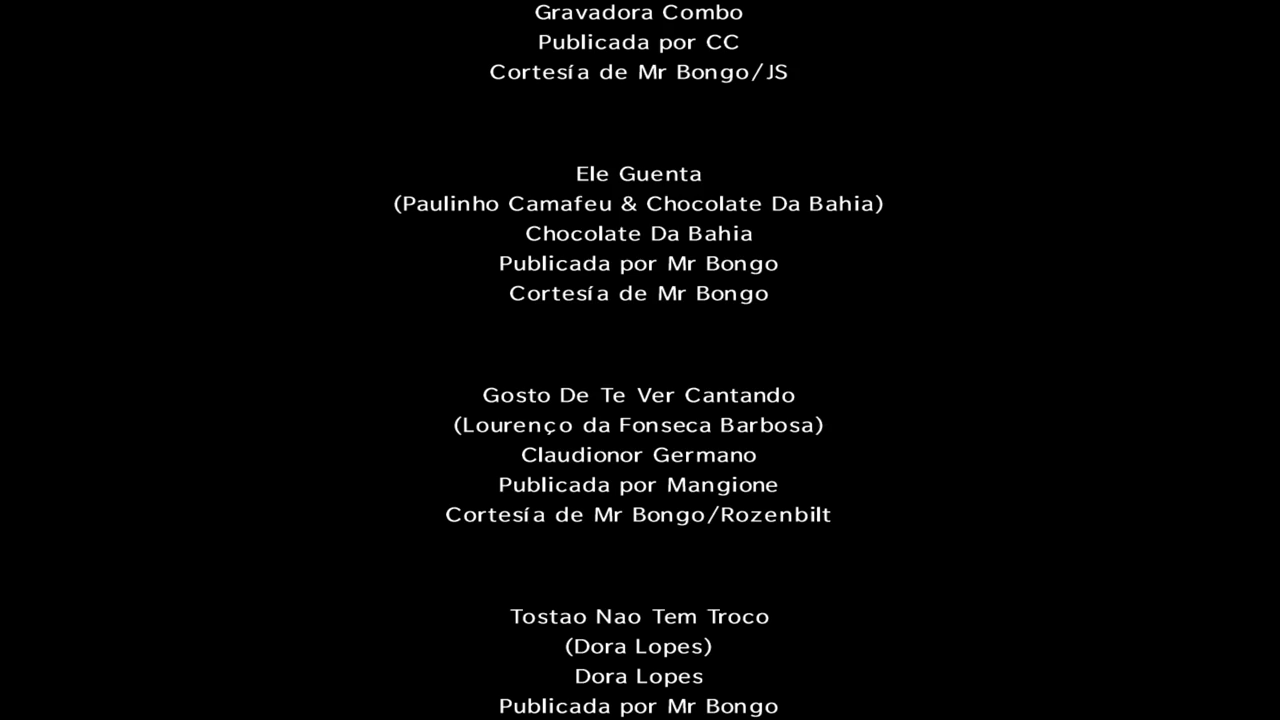 Gravadora Combo
Publicada por CC
Cortesía de Mr Bongo/JS
Ele Guenta
(Paulinho Camafeu & Chocolate Da Bahia)
Chocolate Da Bahia
Publicada por Mr Bongo
Cortesía de Mr Bongo
Gosto De Te Ver Cantando
(Lourenço da Fonseca Barbosa)
Claudionor Germano
Publicada por Mangione
Cortesía de Mr Bongo/Rozenbilt
Tostao Nao Tem Troco
(Dora Lopes)
Dora Lopes
Publicada por Mr Bongo